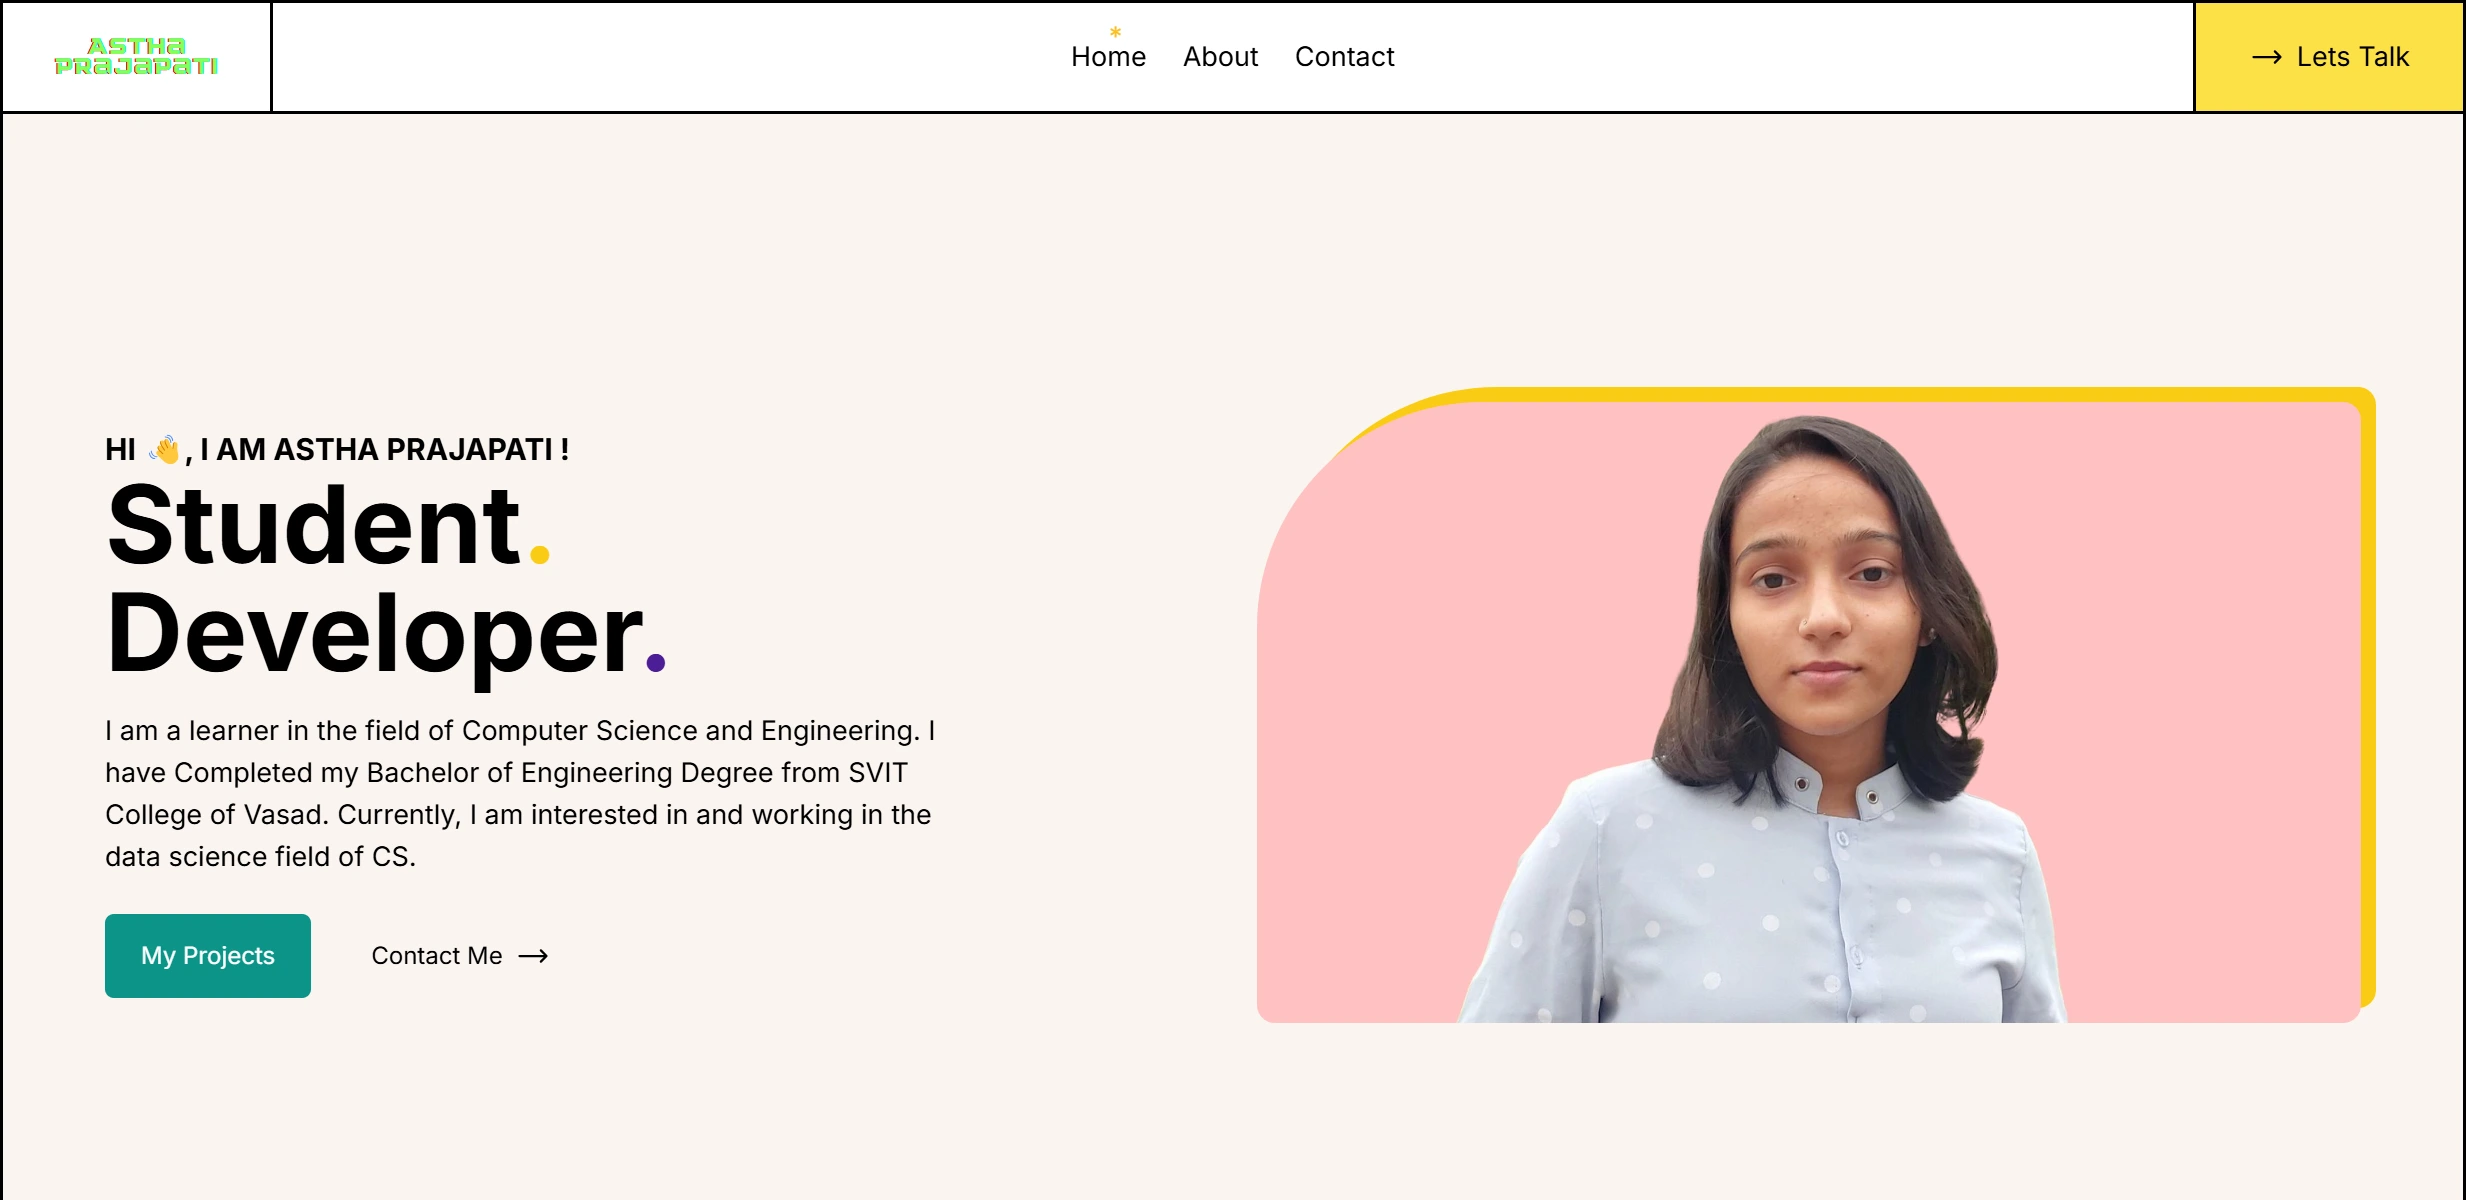 ASTHA
PRAJAPATI
*
Home About Contact
→ Lets Talk
HI 👋, I AM ASTHA PRAJAPATI !
Student.
Developer.
I am a learner in the field of Computer Science and Engineering. I
have Completed my Bachelor of Engineering Degree from SVIT
College of Vasad. Currently, I am interested in and working in the
data science field of CS.
My Projects Contact Me →